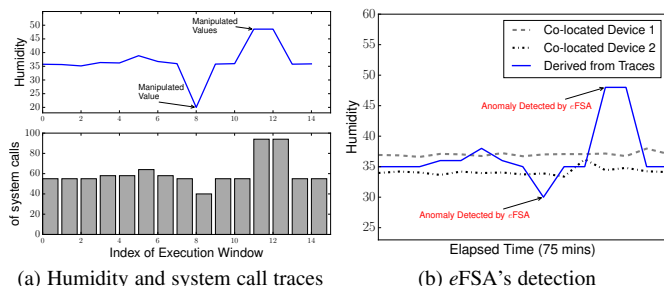 50
45
40
35
30
25
20
Humidity
Manipulated
Values
Manipulated
Value
0 2 4 6 8 10 12 14
100
80
60
40
20
0
of system calls
0 2 4 6 8 10 12 14
Index of Execution Window
(a) Humidity and system call traces
60
55
50
45
40
35
30
25
Humidity
Co-located Device 1
Co-located Device 2
Derived from Traces
Anomaly Detected by eFSA
Anomaly Detected by eFSA
Elapsed Time (75 mins)
(b) eFSA's detection